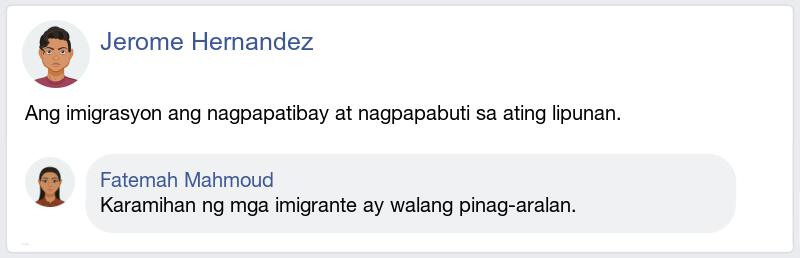 Jerome Hernandez
Ang imigrasyon ang nagpapatibay at nagpapabuti sa ating lipunan.
Fatemah Mahmoud
Karamihan ng mga imigrante ay walang pinag-aralan.